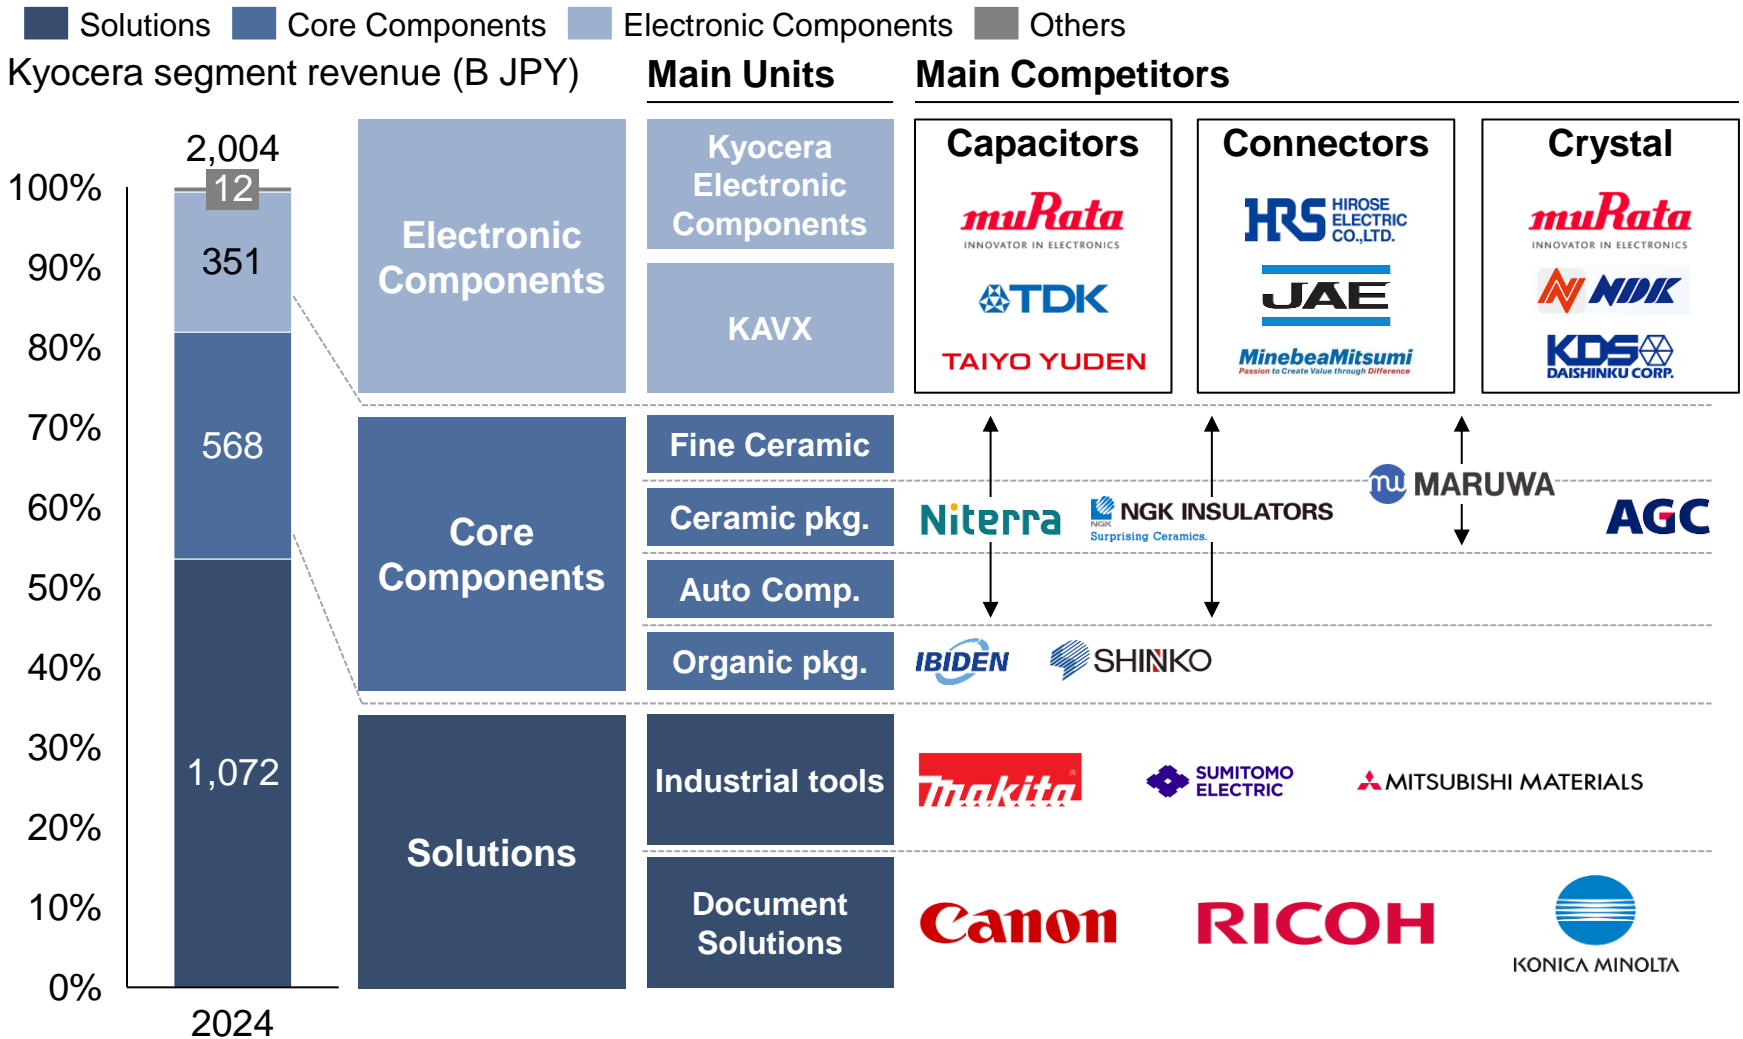 Solutions
Core Components
Electronic Components
Others
Kyocera segment revenue (B JPY)
Main Units
Main Competitors
2,004
100%
90%
80%
70%
60%
50%
40%
30%
20%
10%
0%
12
351
568
1,072
2024
Electronic
Components
Kyocera
Electronic
Components
KAVX
Capacitors
muRata
INNOVATOR IN ELECTRONICS
TDK
TAIYO YUDEN
Connectors
HRS HIROSE
ELECTRIC
CO.,LTD.
JAE
MinebeaMitsumi
Passion to Create Value through Difference
Crystal
muRata
INNOVATOR IN ELECTRONICS
NDK
KDS
DAISHINKU CORP.
Core
Components
Fine Ceramic
Ceramic pkg.
Auto Comp.
Organic pkg.
Niterra
NGK
NGK INSULATORS
Surprising Ceramics.
mw MARUWA
AGC
IBIDEN
SHINKO
Solutions
Industrial tools
makita
SUMITOMO
ELECTRIC
MITSUBISHI MATERIALS
Document
Solutions
Canon
RICOH
KONICA MINOLTA